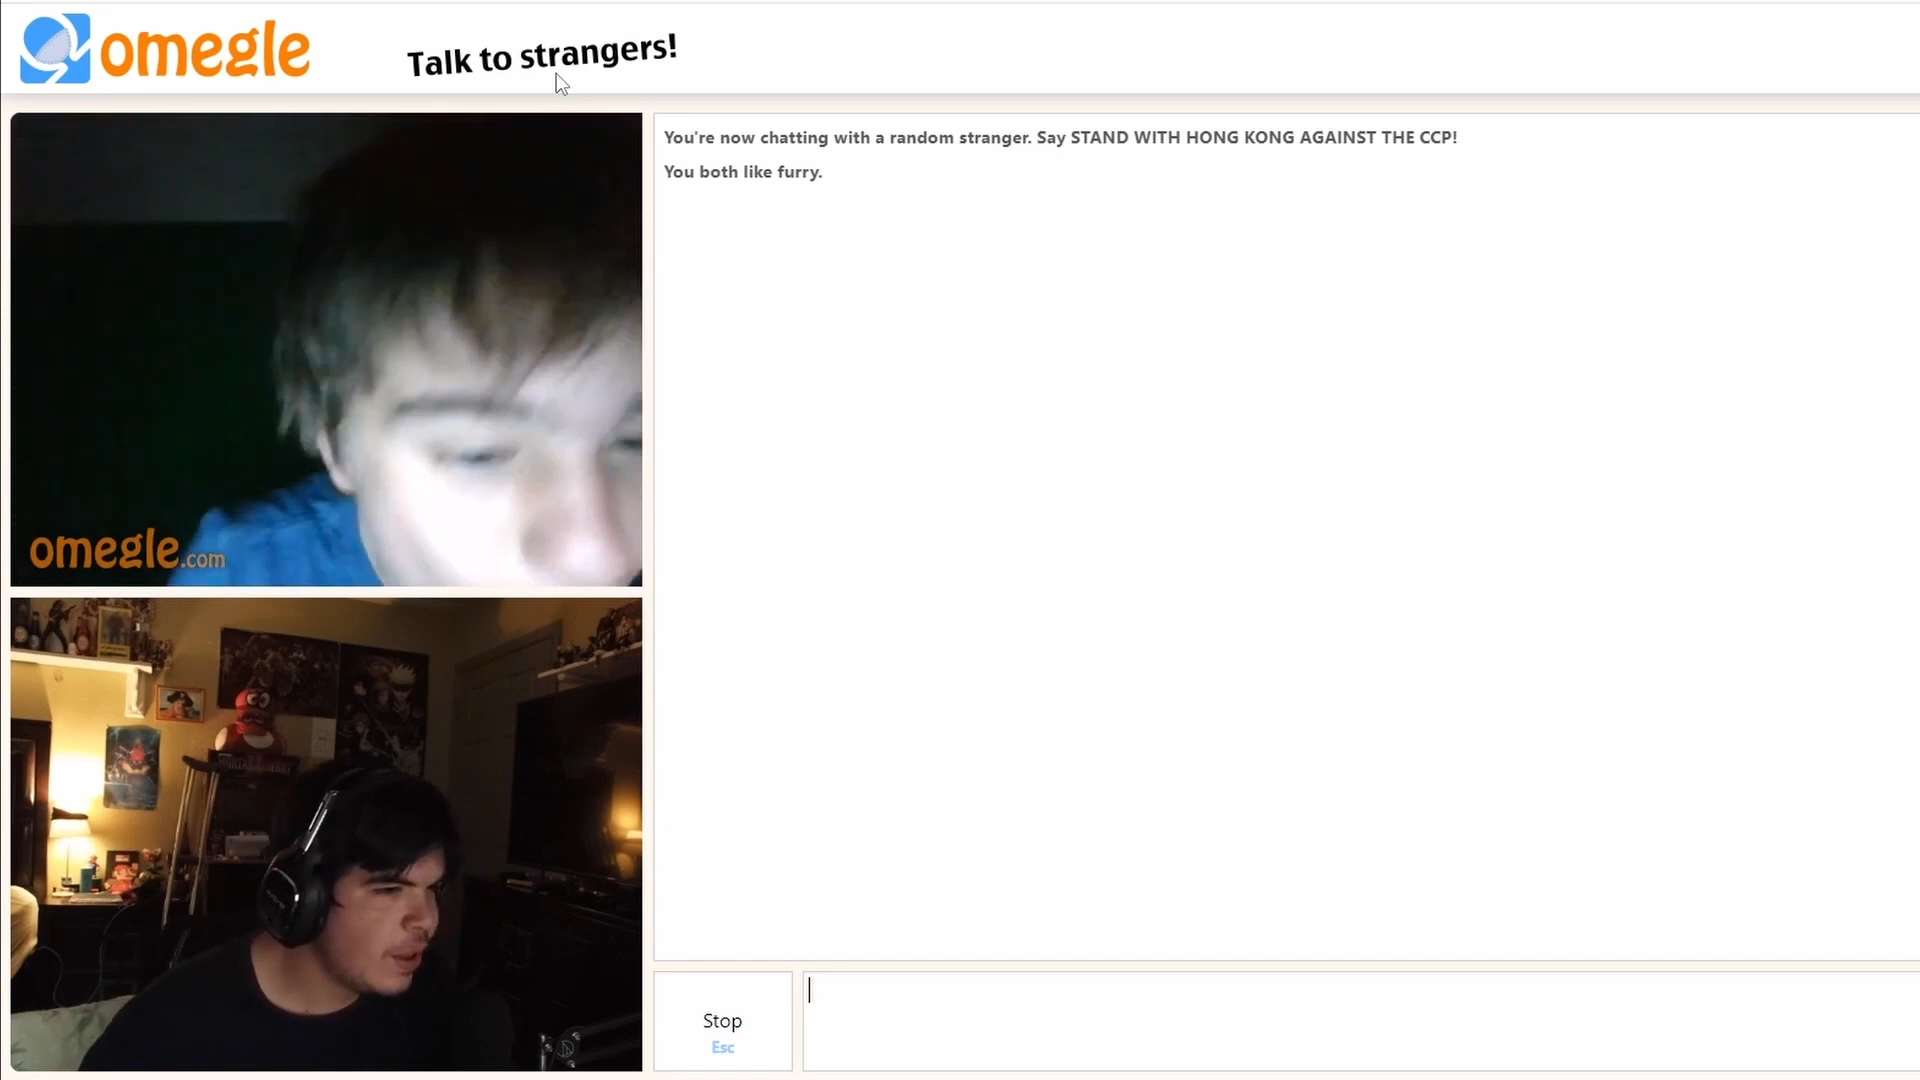 omegle
Talk to strangers!
You're now chatting with a random stranger. Say STAND WITH HONG KONG AGAINST THE CCP!
You both like furry.
omegle.com
Stop
Esc